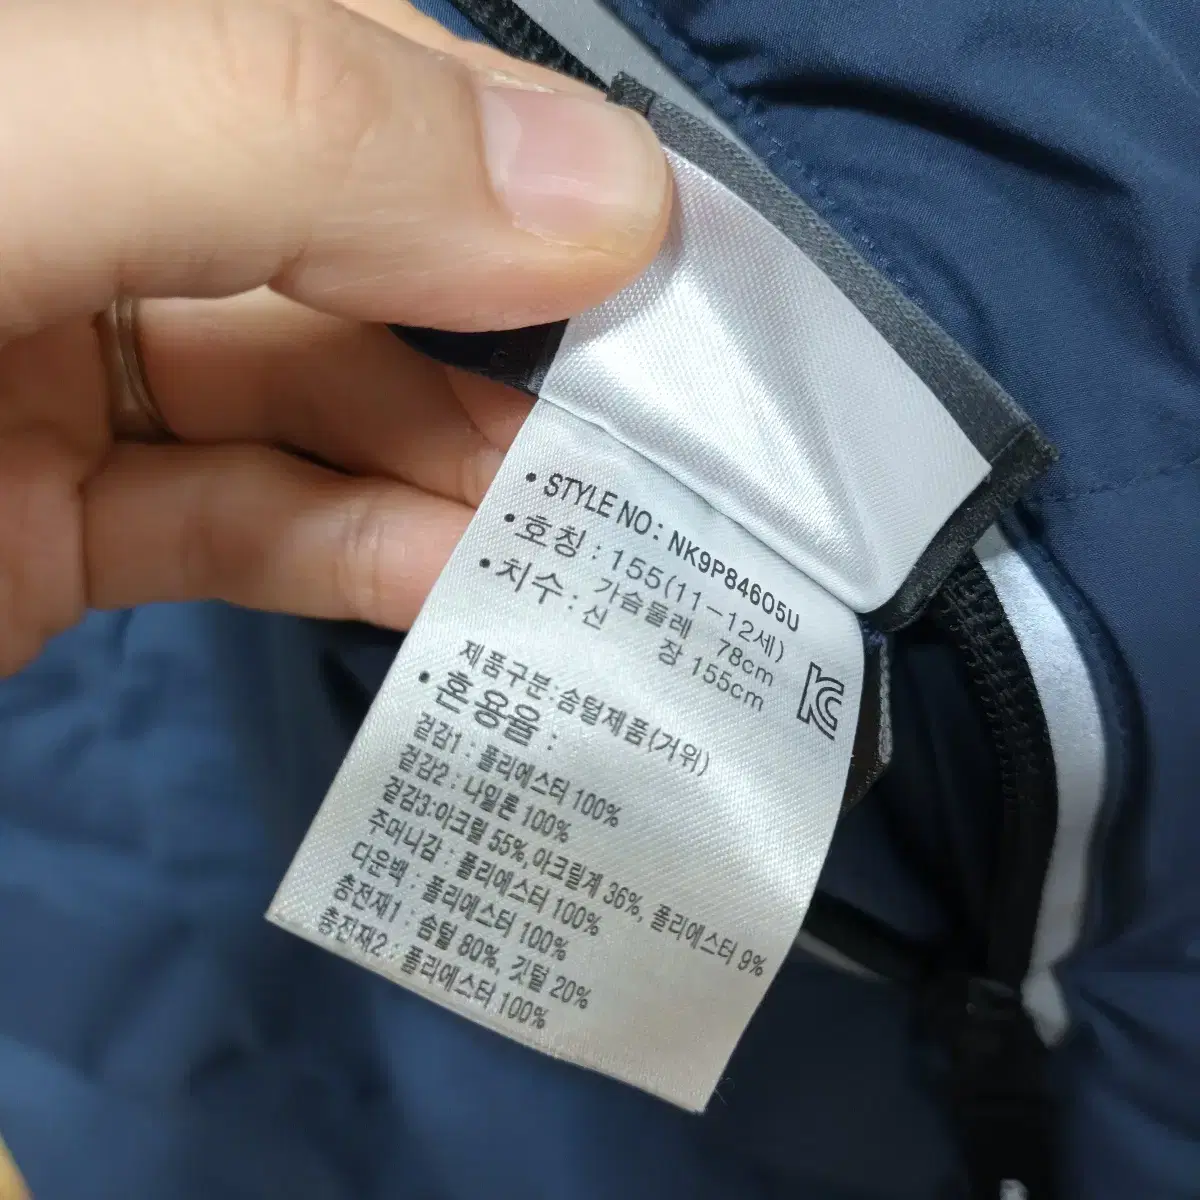 • STYLE NO : NK9P84605U
• 호칭 : 155(11-12세)
• 치수 : 가슴둘레 78cm
신 장 155cm
제품구분:솜털제품(거위)
• 혼용율 :
겉감1 : 폴리에스터 100%
겉감2 : 나일론 100%
겉감3:아크릴 55%,아크릴계 36%, 폴리에스터 9%
주머니감 : 폴리에스터 100%
다운백 : 폴리에스터 100%
충전재1 : 솜털 80%, 깃털 20%
충전재2 : 폴리에스터 100%
KC